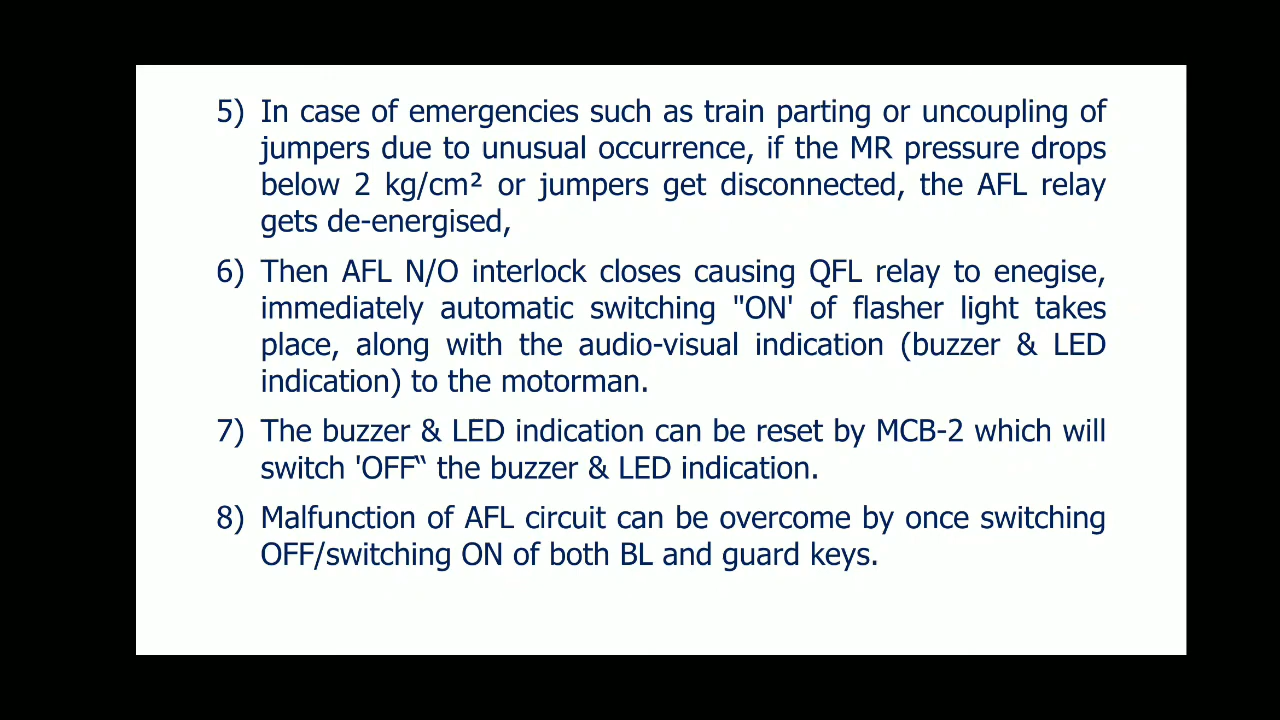 5) In case of emergencies such as train parting or uncoupling of
jumpers due to unusual occurrence, if the MR pressure drops
below 2 kg/cm² or jumpers get disconnected, the AFL relay
gets de-energised,
6) Then AFL N/O interlock closes causing QFL relay to enegise,
immediately automatic switching "ON' of flasher light takes
place, along with the audio-visual indication (buzzer & LED
indication) to the motorman.
7) The buzzer & LED indication can be reset by MCB-2 which will
switch 'OFF“ the buzzer & LED indication.
8) Malfunction of AFL circuit can be overcome by once switching
OFF/switching ON of both BL and guard keys.